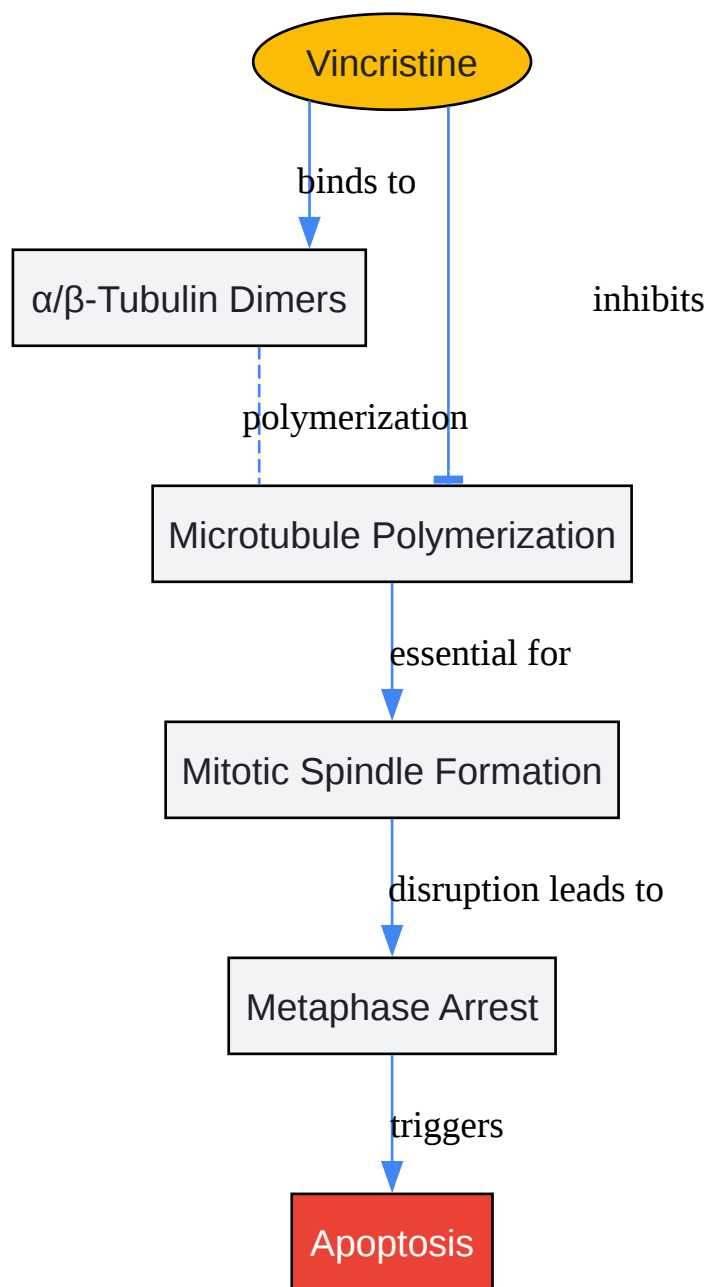 Vincristine
binds to
α/β-Tubulin Dimers
inhibits
polymerization
Microtubule Polymerization
essential for
Mitotic Spindle Formation
disruption leads to
Metaphase Arrest
triggers
Apoptosis